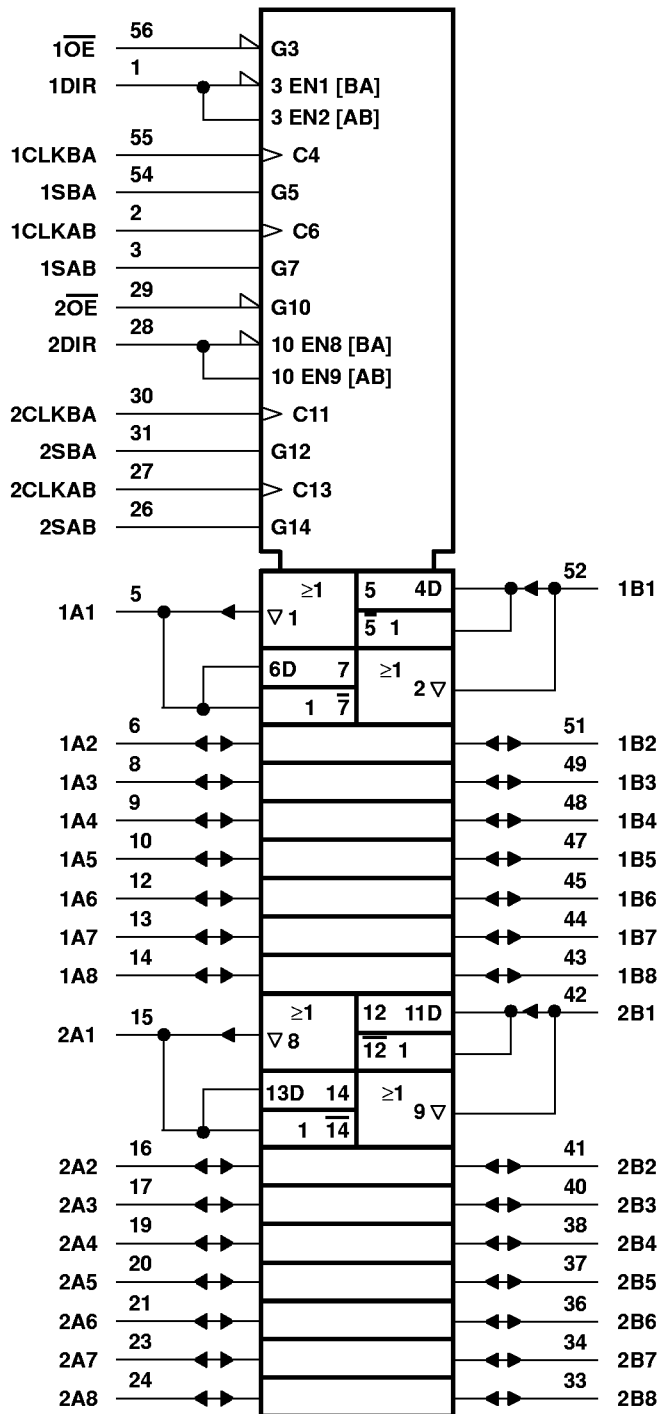 56
1O̅E̅ G3
1
1DIR 3 EN1 [BA]
3 EN2 [AB]
55
1CLKBA C4
54
1SBA G5
2
1CLKAB C6
3
1SAB G7
29
2O̅E̅ G10
28
2DIR 10 EN8 [BA]
10 EN9 [AB]
30
2CLKBA C11
31
2SBA G12
27
2CLKAB C13
26
2SAB G14
5 ≥1 5 4D 52
1A1 ▽ 1 5̅ 1 1B1
6D 7 ≥1
1 7̅ 2 ▽
6 51
1A2 1B2
8 49
1A3 1B3
9 48
1A4 1B4
10 47
1A5 1B5
12 45
1A6 1B6
13 44
1A7 1B7
14 43
1A8 1B8
15 ≥1 12 11D 42
2A1 ▽ 8 1̅2̅ 1 2B1
13D 14 ≥1
1 1̅4̅ 9 ▽
16 41
2A2 2B2
17 40
2A3 2B3
19 38
2A4 2B4
20 37
2A5 2B5
21 36
2A6 2B6
23 34
2A7 2B7
24 33
2A8 2B8